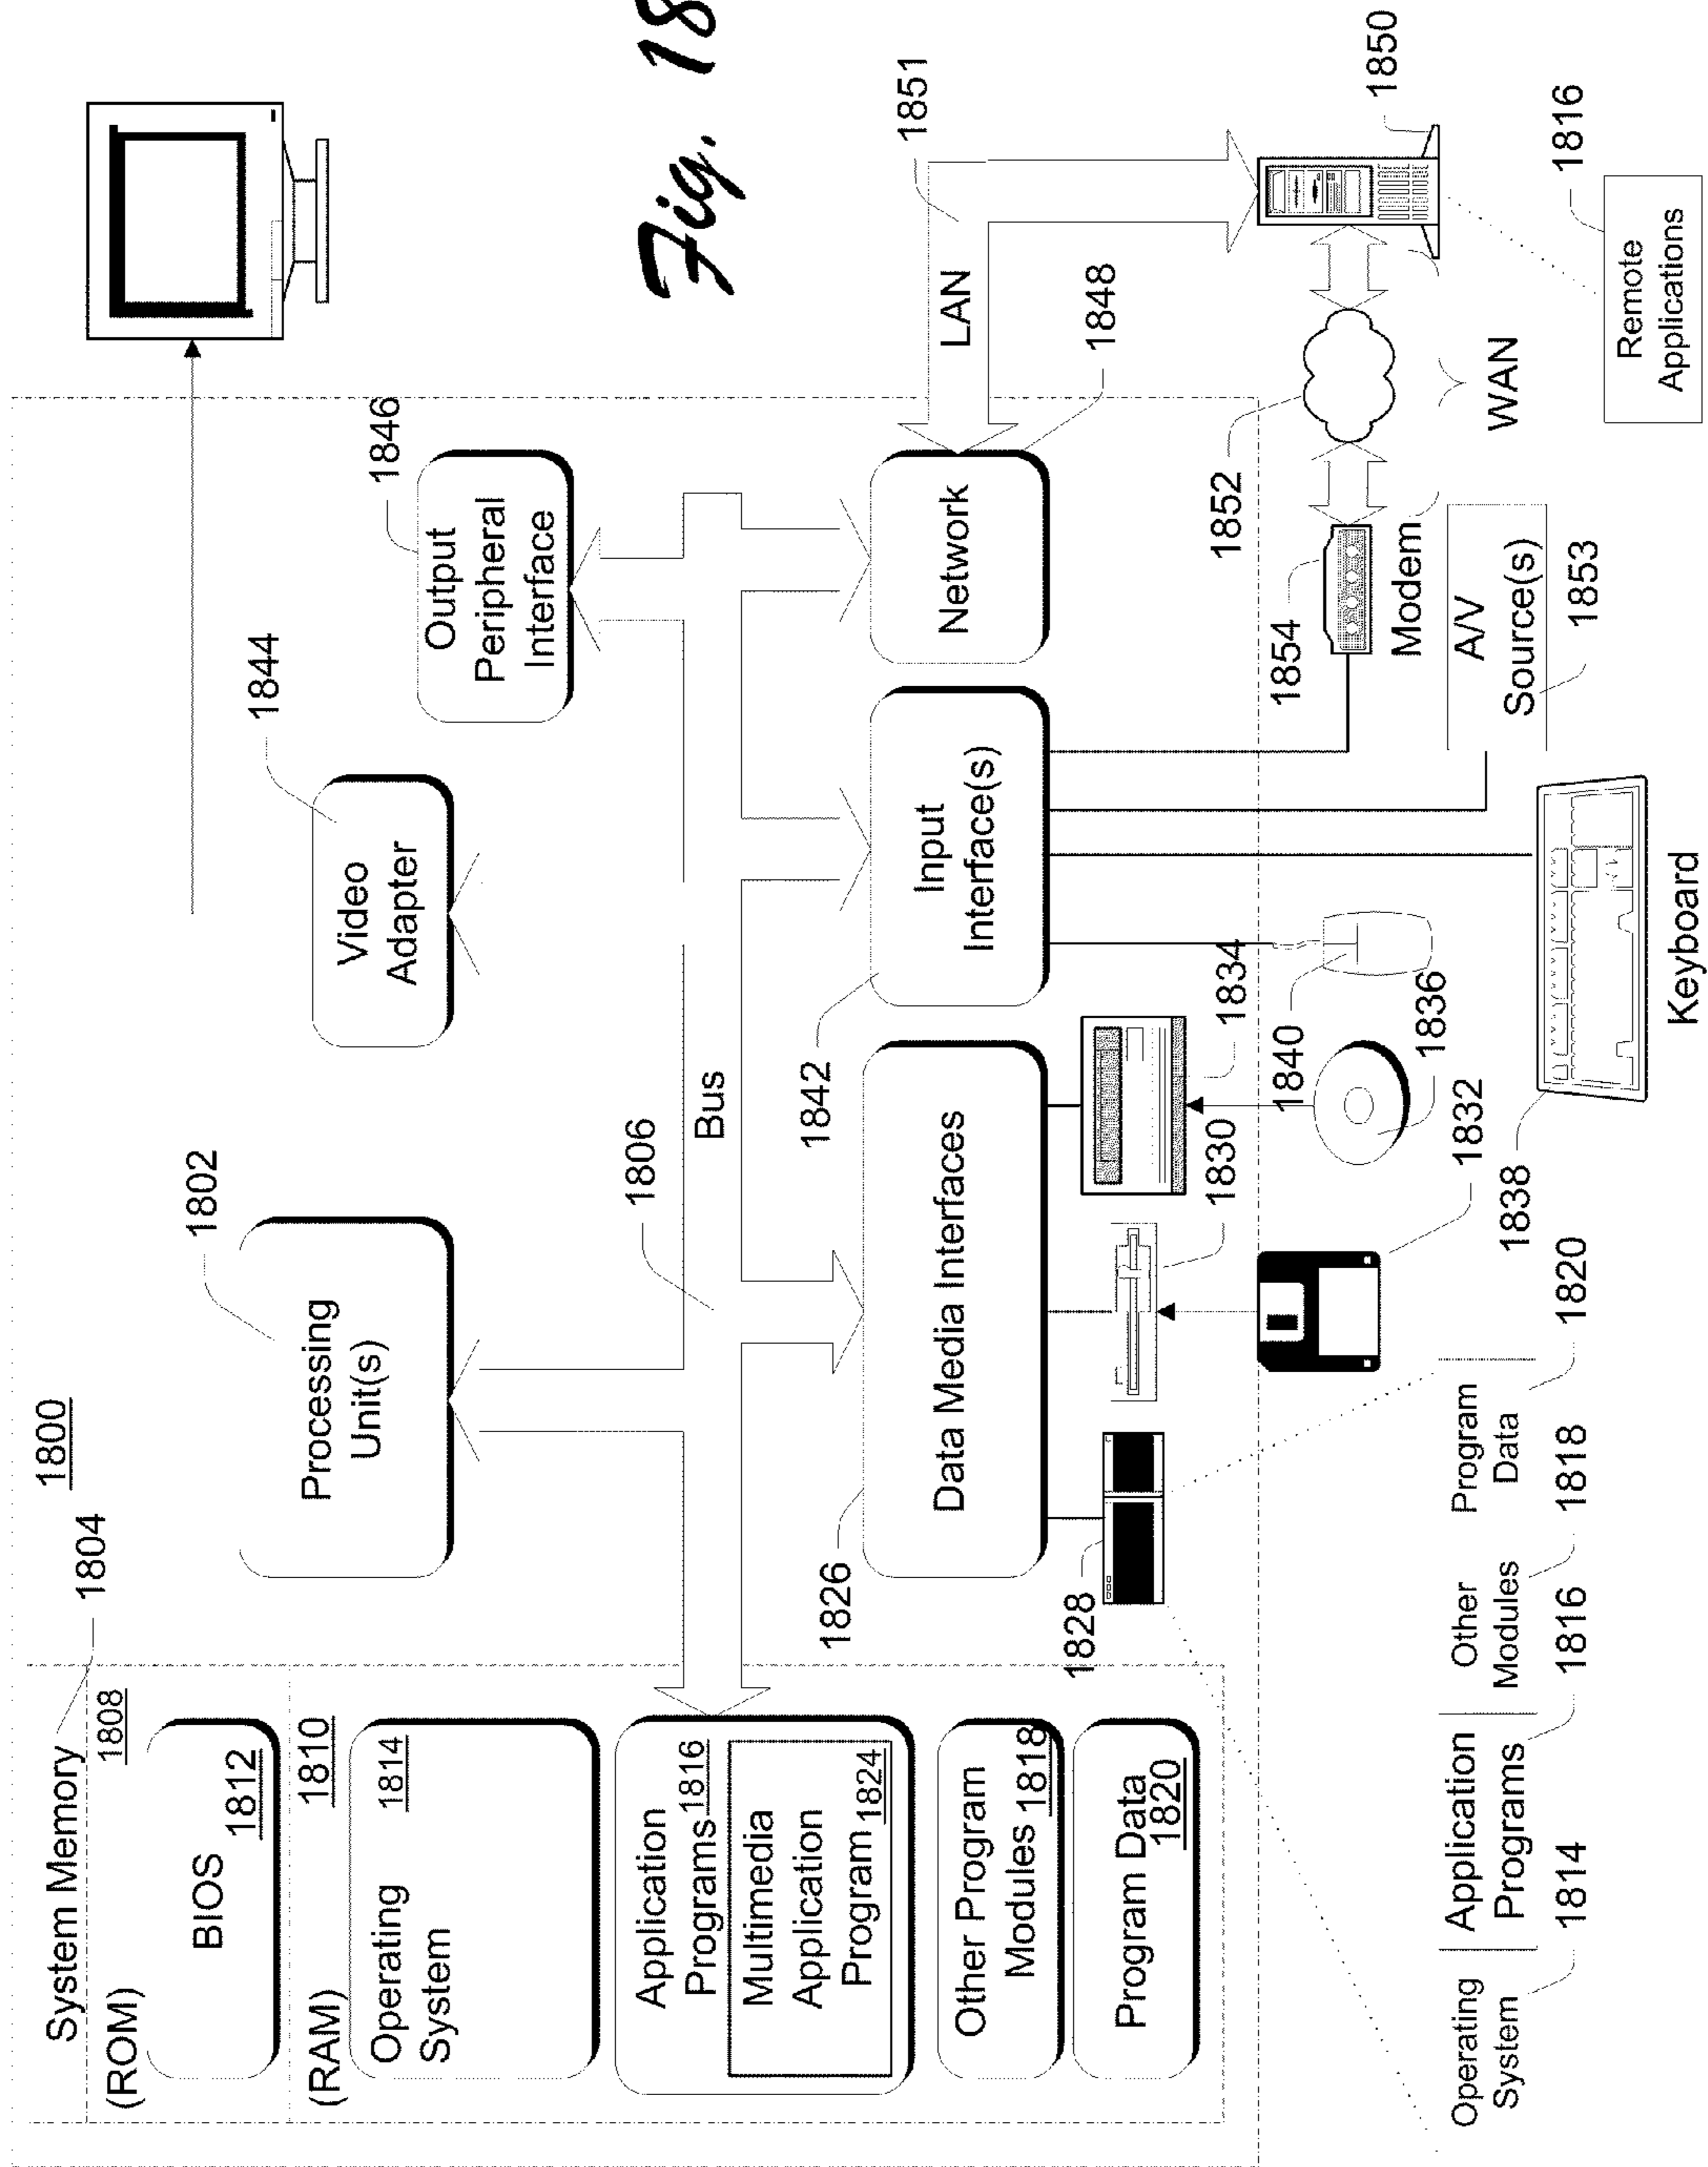 1800
System Memory
1804
(ROM)
1808
BIOS
1812
(RAM)
1810
Operating
System
1814
Application
Programs 1816
Multimedia
Application
Program 1824
Other Program
Modules 1818
Program Data
1820
Processing
Unit(s)
1802
Video
Adapter
1844
Output
Peripheral
Interface
1846
Bus
1806
Data Media Interfaces
1826
Input
Interface(s)
1842
Network
1848
LAN
1851
Fig. 18
1828
1830
1834
1840
1836
1832
1838
Keyboard
1854
Modem
1852
WAN
1850
A/V
Source(s)
1853
Remote
Applications
1816
Operating
System
1814
Application
Programs
1816
Other
Modules
1818
Program
Data
1820